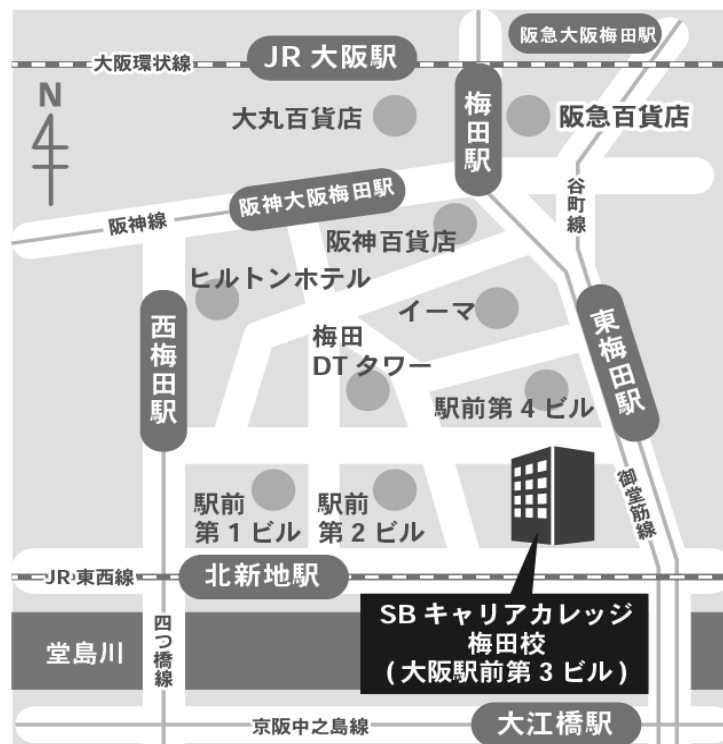 阪急大阪梅田駅
JR 大阪駅
大阪環状線
N
大丸百貨店
梅田駅
阪急百貨店
谷町線
阪神大阪梅田駅
阪神線
阪神百貨店
ヒルトンホテル
イーマ
西梅田駅
梅田
DT タワー
東梅田駅
駅前第 4 ビル
御堂筋線
駅前
第 1 ビル
駅前
第 2 ビル
JR 東西線
北新地駅
SB キャリアカレッジ
梅田校
( 大阪駅前第 3 ビル )
堂島川
四つ橋線
京阪中之島線
大江橋駅